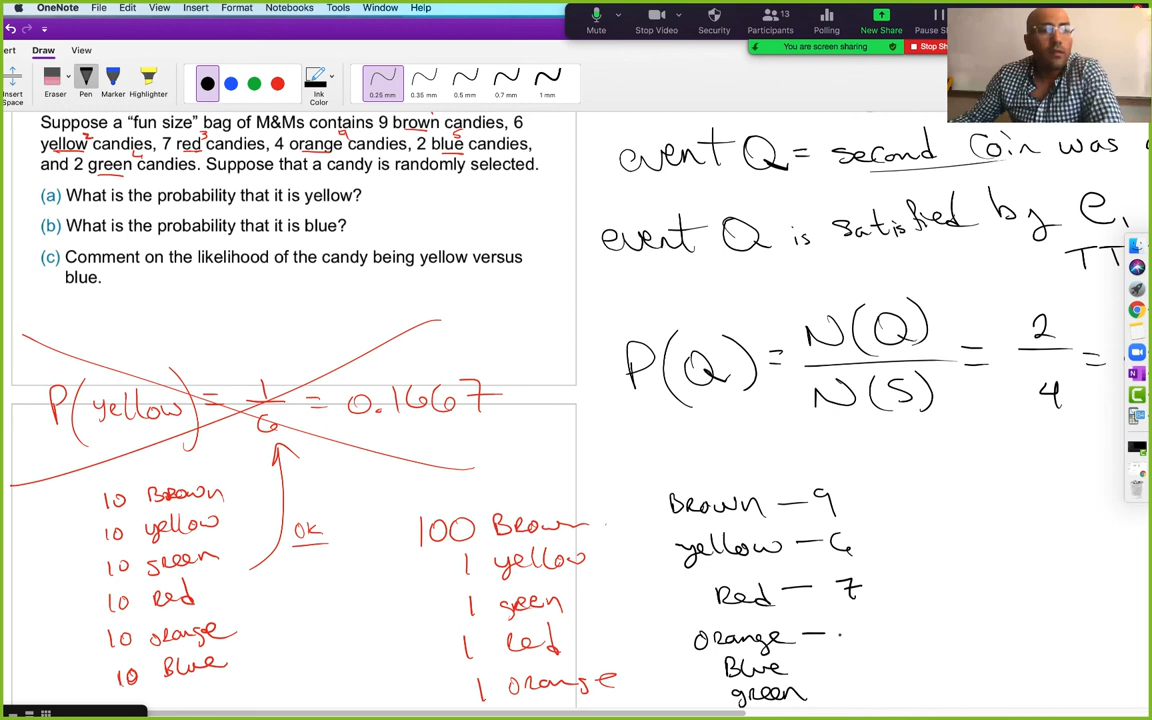 OneNote File Edit View Insert Format Notebooks Tools Window Help
Mute Stop Video Security 13 Participants Polling New Share Pause
You are screen sharing Stop
Draw View
Insert Space Eraser Pen Marker Highlighter Ink Color 0.25 mm 0.35 mm 0.5 mm 0.7 mm 1 mm
Suppose a “fun size” bag of M&Ms contains 9 brown candies, 6
yellow candies, 7 red candies, 4 orange candies, 2 blue candies,
and 2 green candies. Suppose that a candy is randomly selected.
(a) What is the probability that it is yellow?
(b) What is the probability that it is blue?
(c) Comment on the likelihood of the candy being yellow versus
blue.
P(yellow) = 1/6 = 0.1667
10 Brown
10 yellow
10 green
10 Red
10 orange
10 Blue
OK
100 Brown
1 yellow
1 green
1 red
1 orange
event Q = second Coin was
event Q is satisfied by e,
TT
P(Q) = N(Q)/N(S) = 2/4 =
Brown — 9
yellow — 6
Red — 7
Orange —
Blue
green